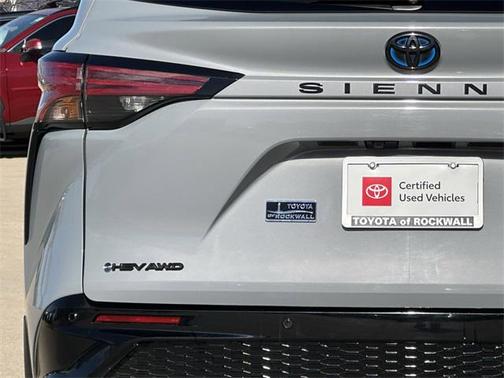 SIENN
Certified
Used Vehicles
TOYOTA of ROCKWALL
TOYOTA
of ROCKWALL
HEV AWD